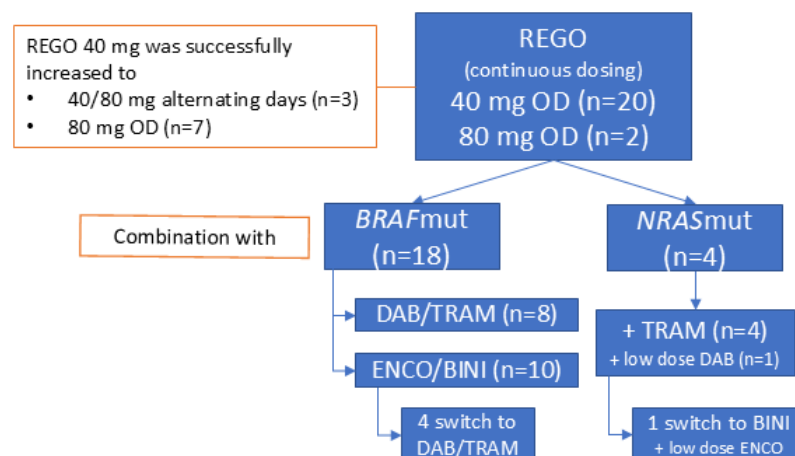 REGO 40 mg was successfully
increased to
• 40/80 mg alternating days (n=3)
• 80 mg OD (n=7)
REGO
(continuous dosing)
40 mg OD (n=20)
80 mg OD (n=2)
Combination with
BRAFmut
(n=18)
NRASmut
(n=4)
DAB/TRAM (n=8)
ENCO/BINI (n=10)
4 switch to
DAB/TRAM
+ TRAM (n=4)
+ low dose DAB (n=1)
1 switch to BINI
+ low dose ENCO